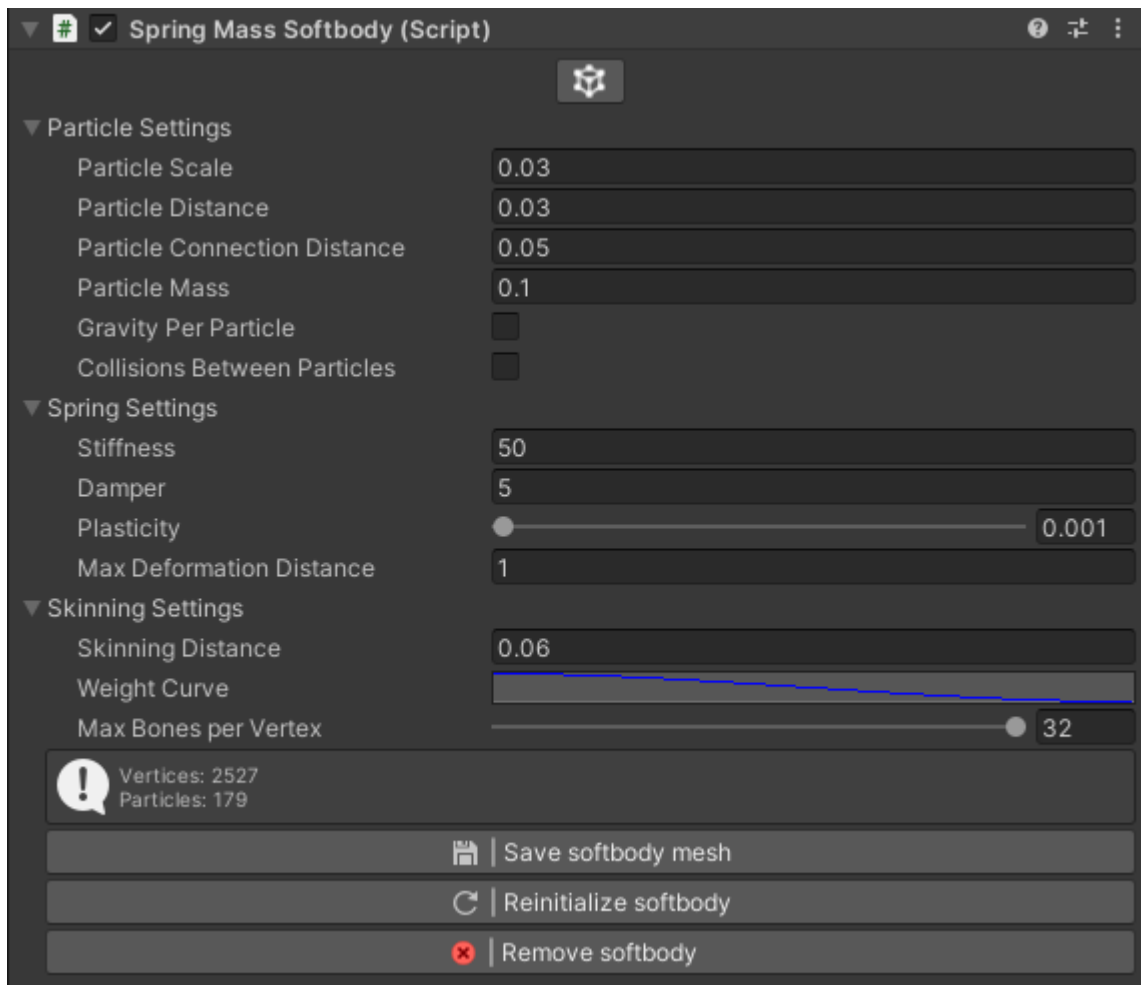 Spring Mass Softbody (Script)
Particle Settings
Particle Scale 0.03
Particle Distance 0.03
Particle Connection Distance 0.05
Particle Mass 0.1
Gravity Per Particle
Collisions Between Particles
Spring Settings
Stiffness 50
Damper 5
Plasticity 0.001
Max Deformation Distance 1
Skinning Settings
Skinning Distance 0.06
Weight Curve
Max Bones per Vertex 32
Vertices: 2527
Particles: 179
| Save softbody mesh
| Reinitialize softbody
| Remove softbody